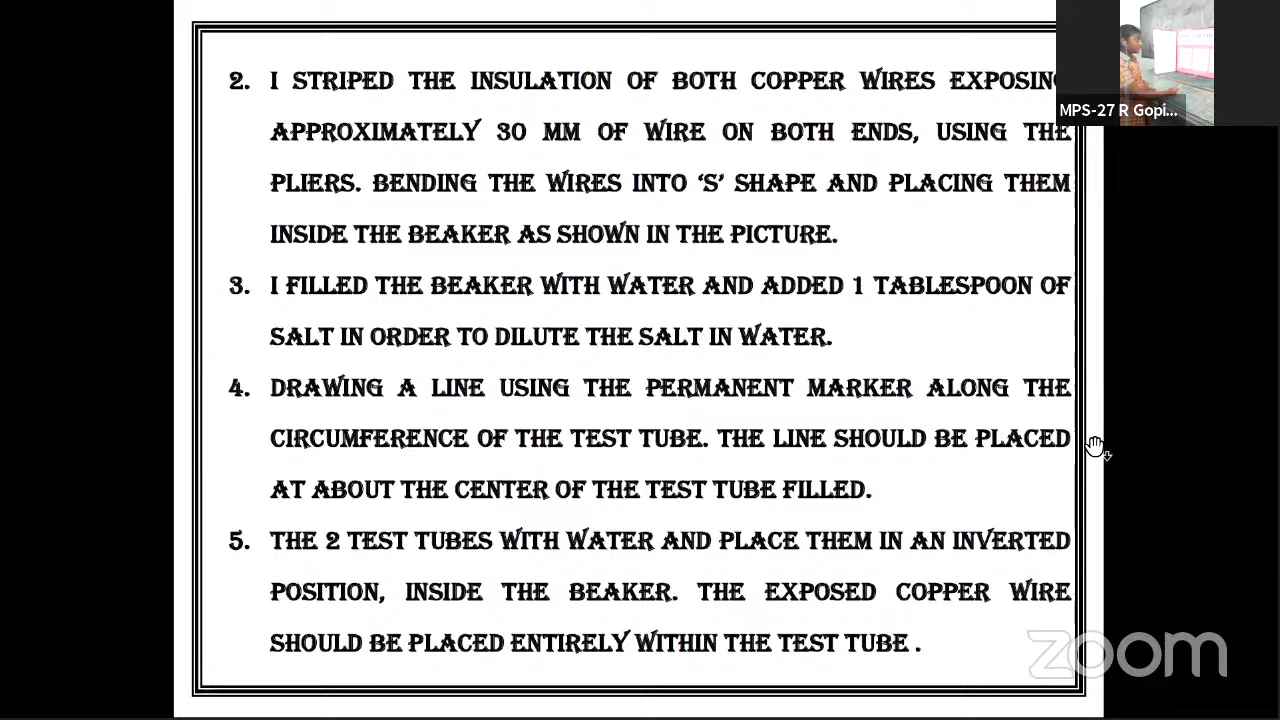 2. I STRIPED THE INSULATION OF BOTH COPPER WIRES EXPOSING
APPROXIMATELY 30 MM OF WIRE ON BOTH ENDS, USING THE
PLIERS. BENDING THE WIRES INTO ‘S’ SHAPE AND PLACING THEM
INSIDE THE BEAKER AS SHOWN IN THE PICTURE.
3. I FILLED THE BEAKER WITH WATER AND ADDED 1 TABLESPOON OF
SALT IN ORDER TO DILUTE THE SALT IN WATER.
4. DRAWING A LINE USING THE PERMANENT MARKER ALONG THE
CIRCUMFERENCE OF THE TEST TUBE. THE LINE SHOULD BE PLACED
AT ABOUT THE CENTER OF THE TEST TUBE FILLED.
5. THE 2 TEST TUBES WITH WATER AND PLACE THEM IN AN INVERTED
POSITION, INSIDE THE BEAKER. THE EXPOSED COPPER WIRE
SHOULD BE PLACED ENTIRELY WITHIN THE TEST TUBE .
MPS-27 R Gopi...
zoom